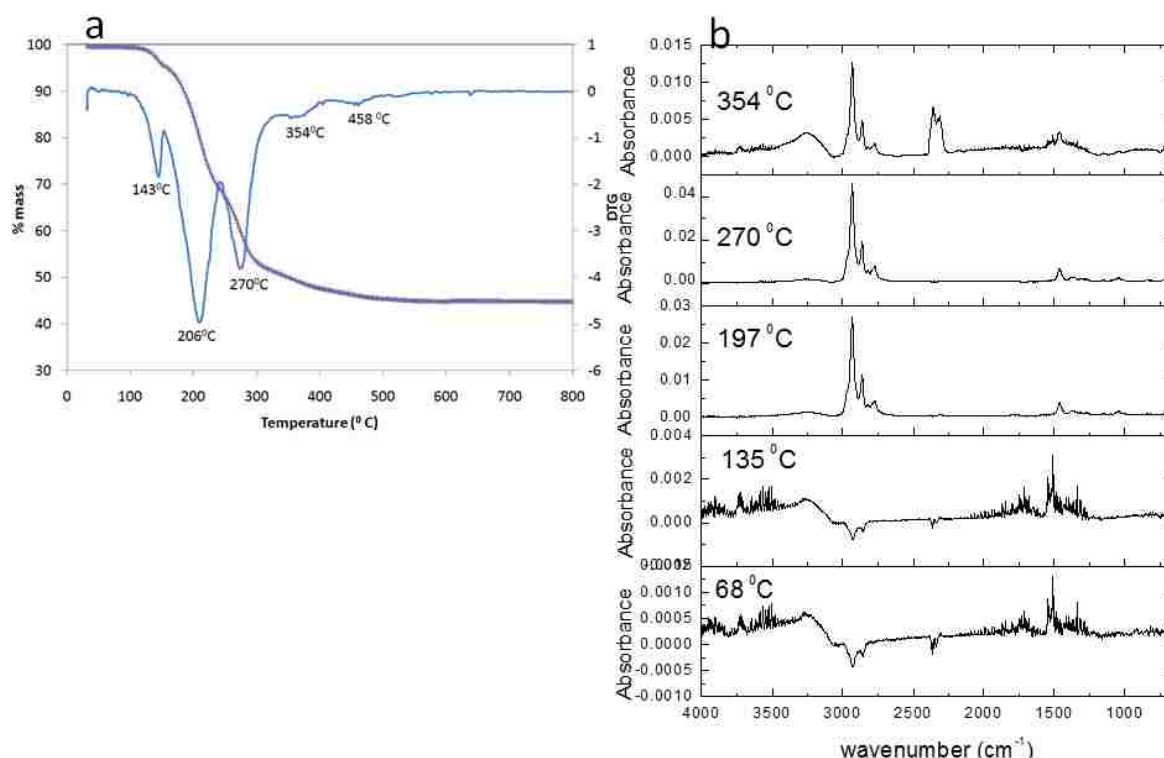 a
100
90
80
70
60
50
40
30
% mass
1
0
-1
-2
-3
-4
-5
-6
DTG
143⁰C
206⁰C
270⁰C
354⁰C
458 ⁰C
0 100 200 300 400 500 600 700 800
Temperature (⁰ C)
b
0.015
0.010
0.005
0.000
Absorbance
354 ⁰C
0.04
0.02
0.00
Absorbance
270 ⁰C
0.03
0.01
0.00
Absorbance
197 ⁰C
0.004
0.002
0.000
Absorbance
135 ⁰C
0.0010
0.0005
0.0000
-0.0005
-0.0010
Absorbance
68 ⁰C
4000 3500 3000 2500 2000 1500 1000
wavenumber (cm⁻¹)